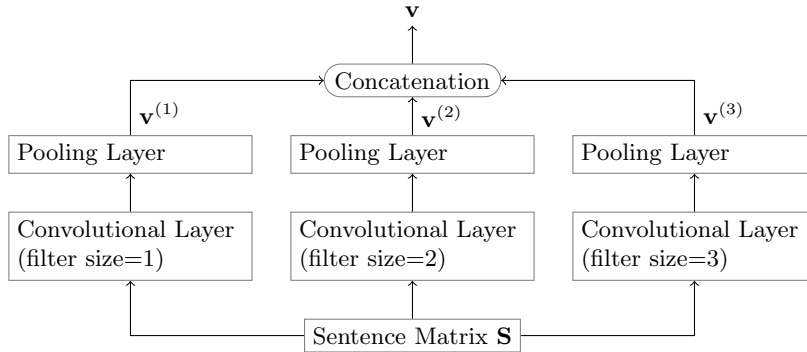 v
Concatenation
v(1)
v(2)
v(3)
Pooling Layer
Pooling Layer
Pooling Layer
Convolutional Layer
(filter size=1)
Convolutional Layer
(filter size=2)
Convolutional Layer
(filter size=3)
Sentence Matrix S